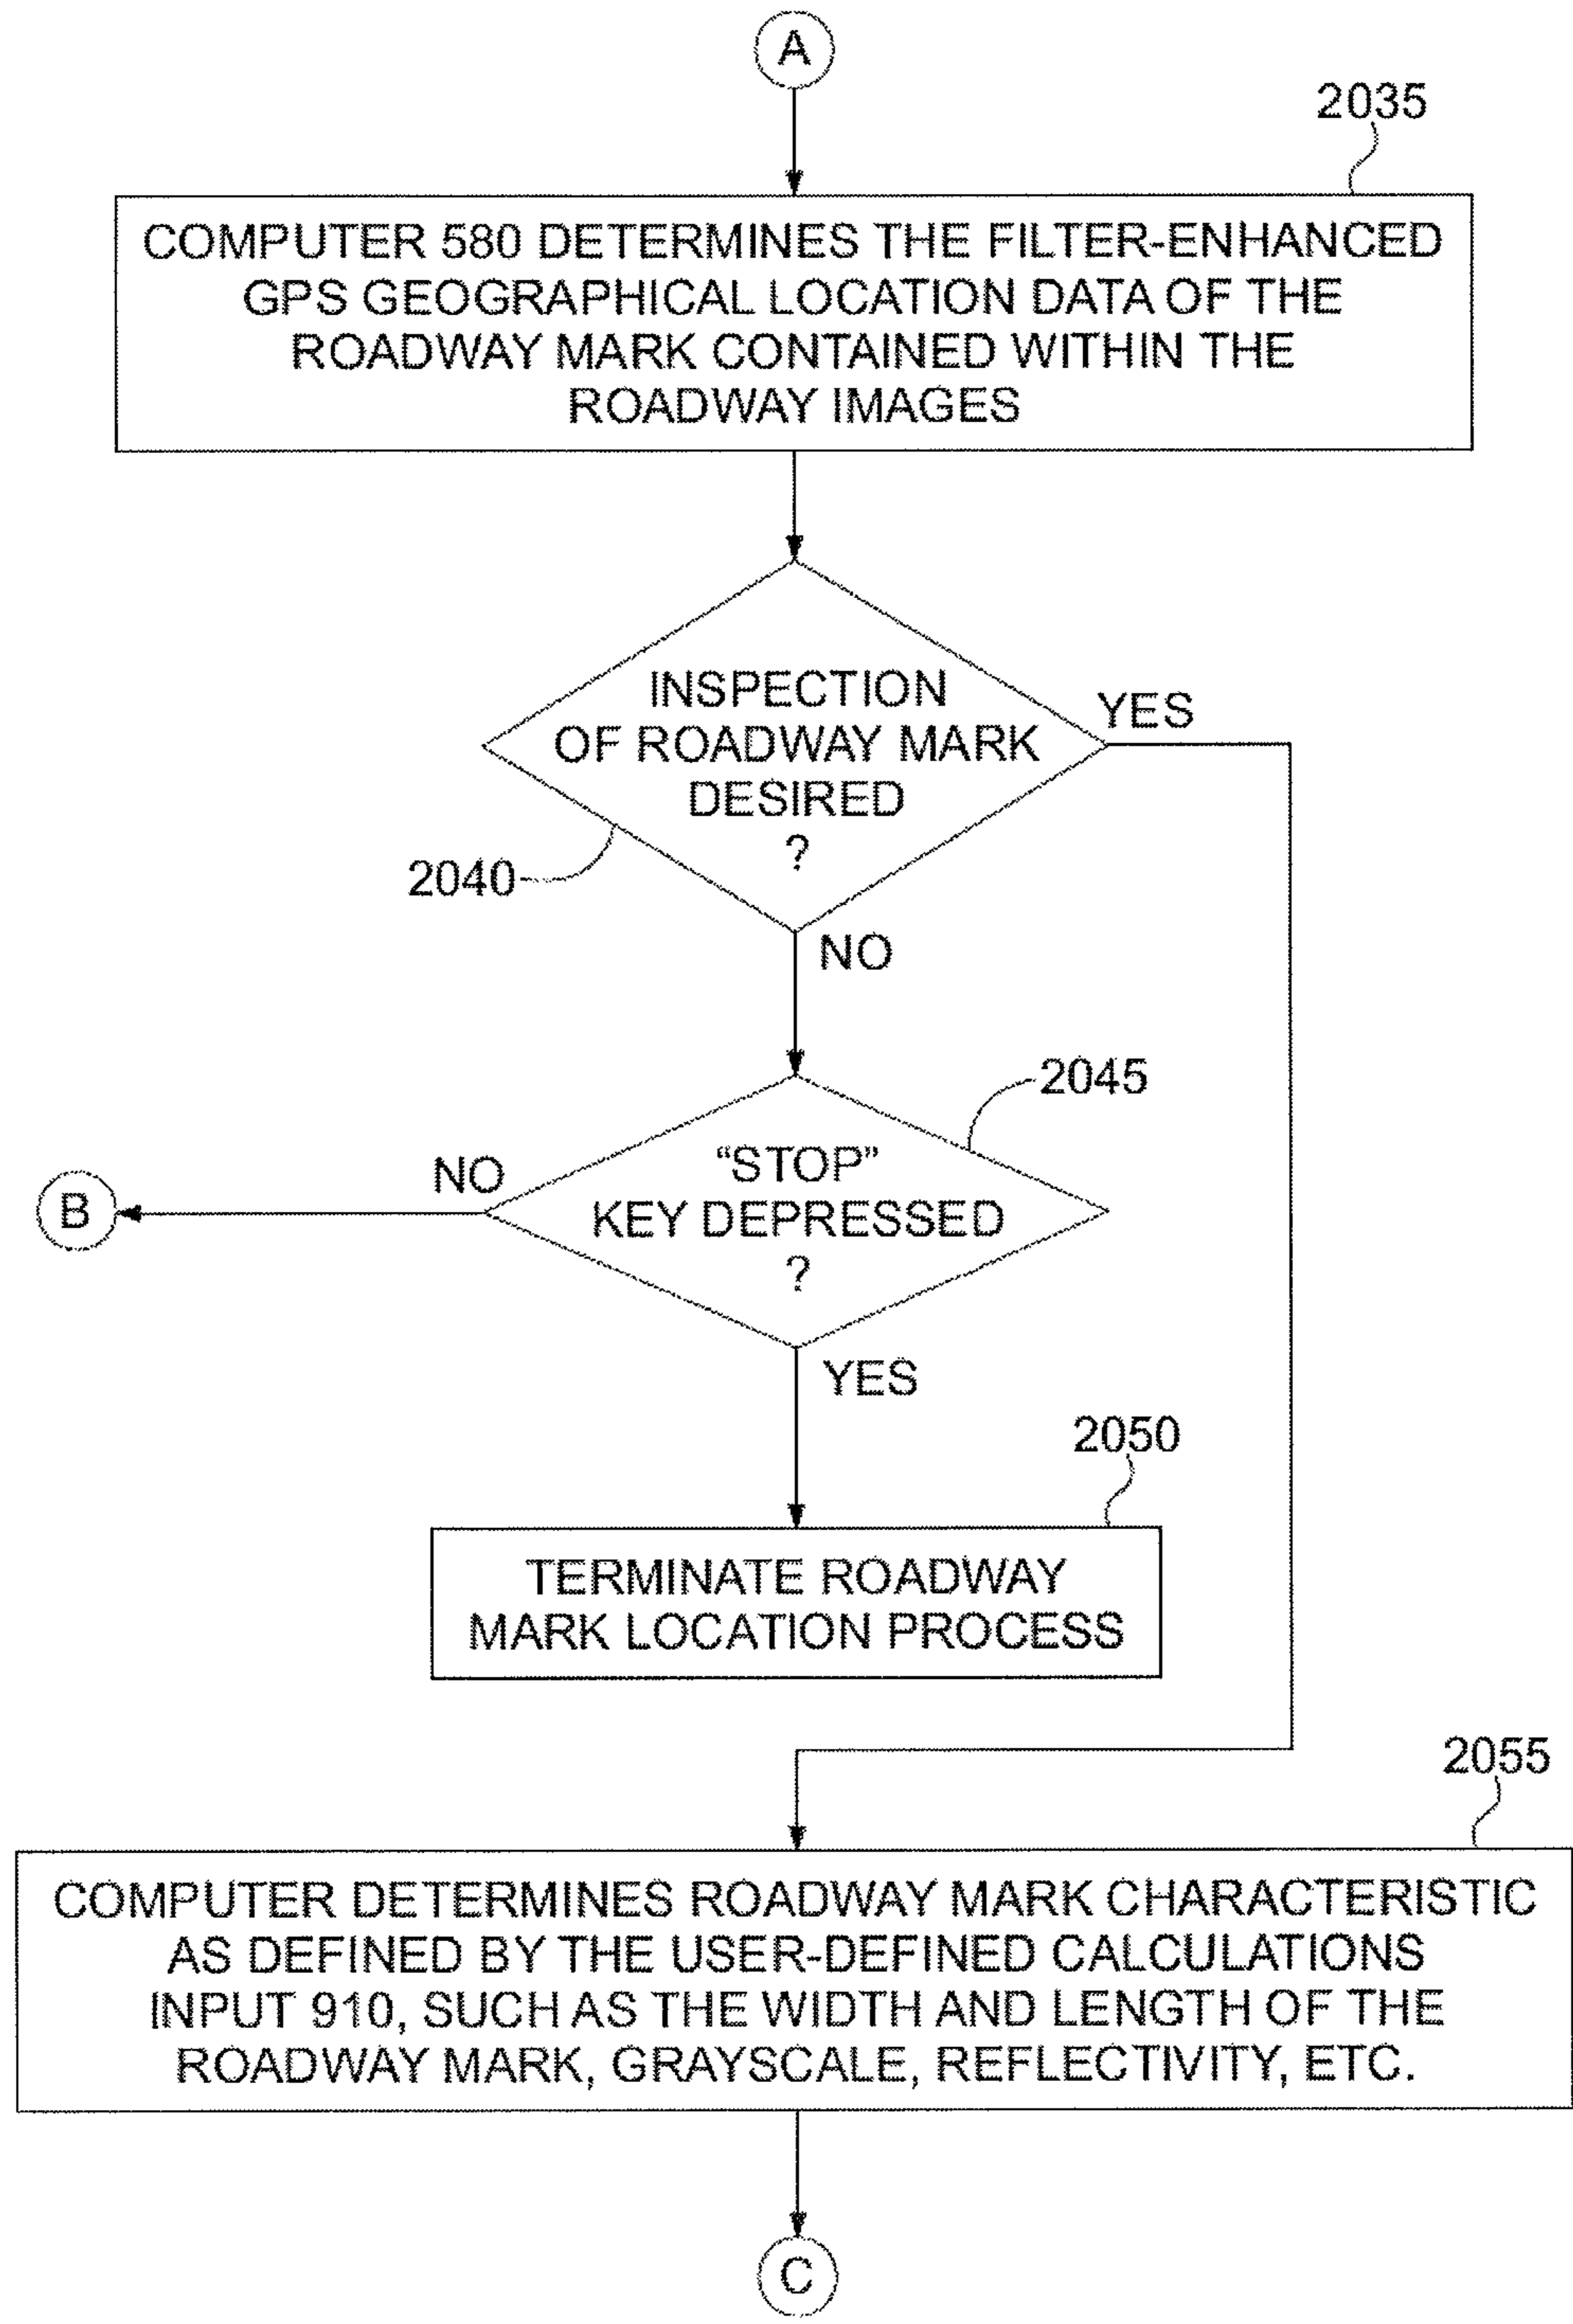 A
2035
COMPUTER 580 DETERMINES THE FILTER-ENHANCED
GPS GEOGRAPHICAL LOCATION DATA OF THE
ROADWAY MARK CONTAINED WITHIN THE
ROADWAY IMAGES
INSPECTION
OF ROADWAY MARK
DESIRED
?
YES
2040
NO
2045
"STOP"
KEY DEPRESSED
?
NO
B
YES
2050
TERMINATE ROADWAY
MARK LOCATION PROCESS
2055
COMPUTER DETERMINES ROADWAY MARK CHARACTERISTIC
AS DEFINED BY THE USER-DEFINED CALCULATIONS
INPUT 910, SUCH AS THE WIDTH AND LENGTH OF THE
ROADWAY MARK, GRAYSCALE, REFLECTIVITY, ETC.
C